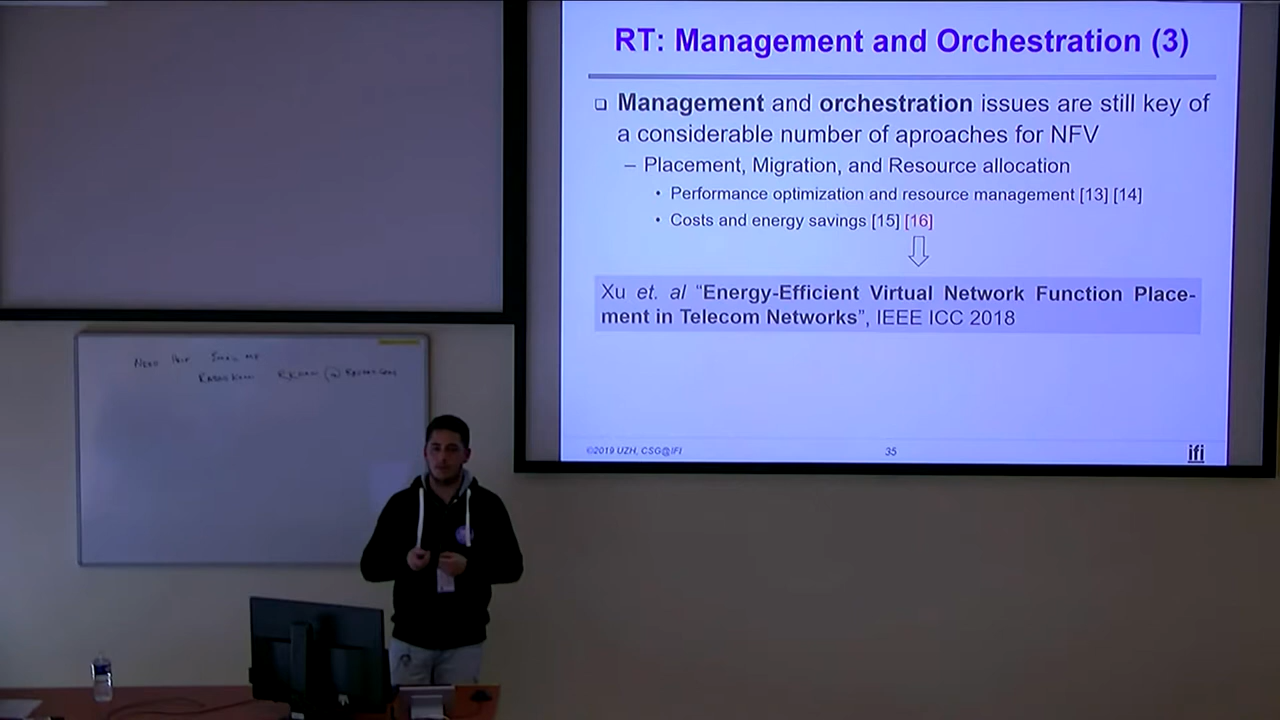 RT: Management and Orchestration (3)
❑ Management and orchestration issues are still key of
a considerable number of aproaches for NFV
– Placement, Migration, and Resource allocation
• Performance optimization and resource management [13] [14]
• Costs and energy savings [15] [16]
Xu et. al “Energy-Efficient Virtual Network Function Place-
ment in Telecom Networks”, IEEE ICC 2018
©2019 UZH, CSG@IFI
35
ifi